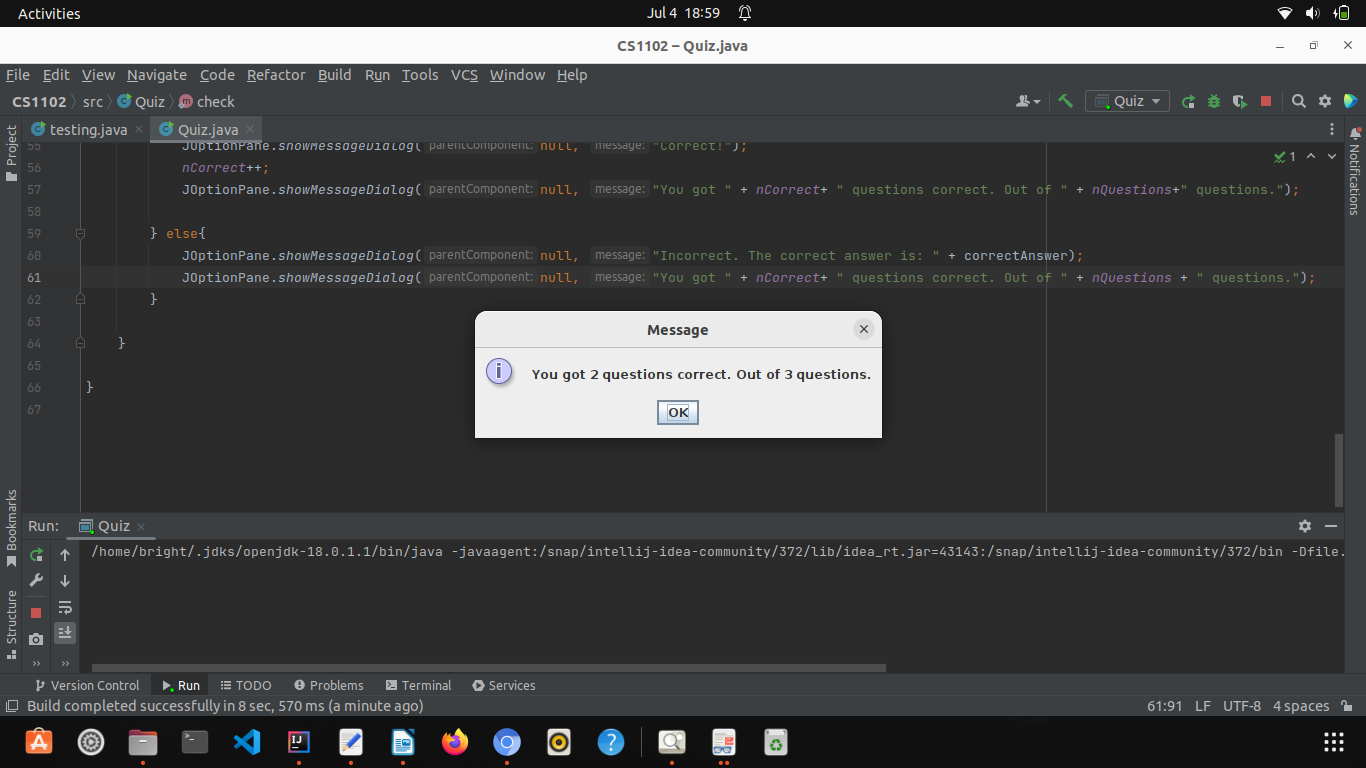 Activities
Jul 4 18:59
CS1102 – Quiz.java
File Edit View Navigate Code Refactor Build Run Tools VCS Window Help
CS1102 src Quiz check
Quiz
testing.java Quiz.java
Project
Notifications
1
55 JOptionPane.showMessageDialog( parentComponent: null, message: "Correct!");
56 nCorrect++;
57 JOptionPane.showMessageDialog( parentComponent: null, message: "You got " + nCorrect+ " questions correct. Out of " + nQuestions+" questions.");
58
59 } else{
60 JOptionPane.showMessageDialog( parentComponent: null, message: "Incorrect. The correct answer is: " + correctAnswer);
61 JOptionPane.showMessageDialog( parentComponent: null, message: "You got " + nCorrect+ " questions correct. Out of " + nQuestions + " questions.");
62 }
63
64 }
65
66 }
67
Message
You got 2 questions correct. Out of 3 questions.
OK
Bookmarks
Structure
Run: Quiz
/home/bright/.jdks/openjdk-18.0.1.1/bin/java -javaagent:/snap/intellij-idea-community/372/lib/idea_rt.jar=43143:/snap/intellij-idea-community/372/bin -Dfile.
Version Control Run TODO Problems Terminal Services
Build completed successfully in 8 sec, 570 ms (a minute ago)
61:91 LF UTF-8 4 spaces